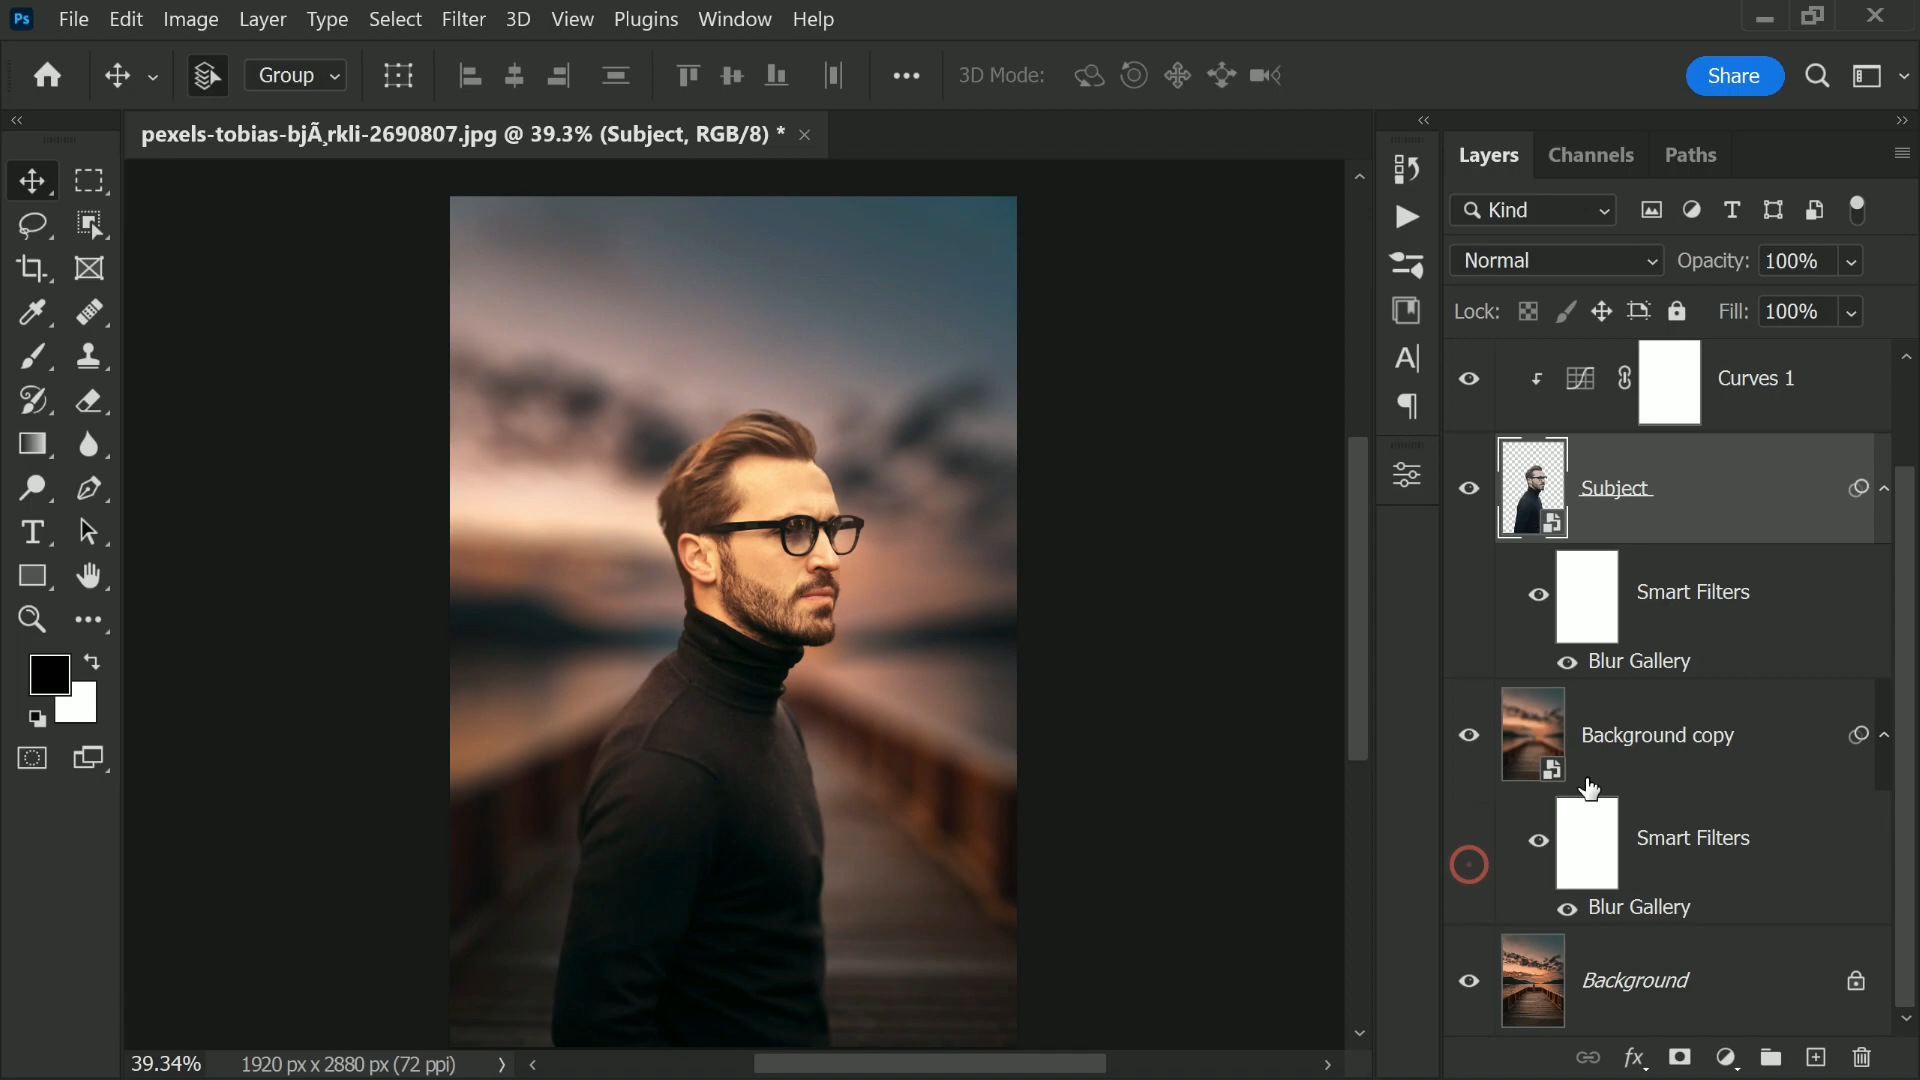 Ps File Edit Image Layer Type Select Filter 3D View Plugins Window Help
Group 3D Mode: Share
pexels-tobias-bjÃ¸rkli-2690807.jpg @ 39.3% (Subject, RGB/8) *
Layers Channels Paths
Kind
Normal Opacity: 100%
Lock: Fill: 100%
Curves 1
Subject
Smart Filters
Blur Gallery
Background copy
Smart Filters
Blur Gallery
Background
39.34% 1920 px x 2880 px (72 ppi)